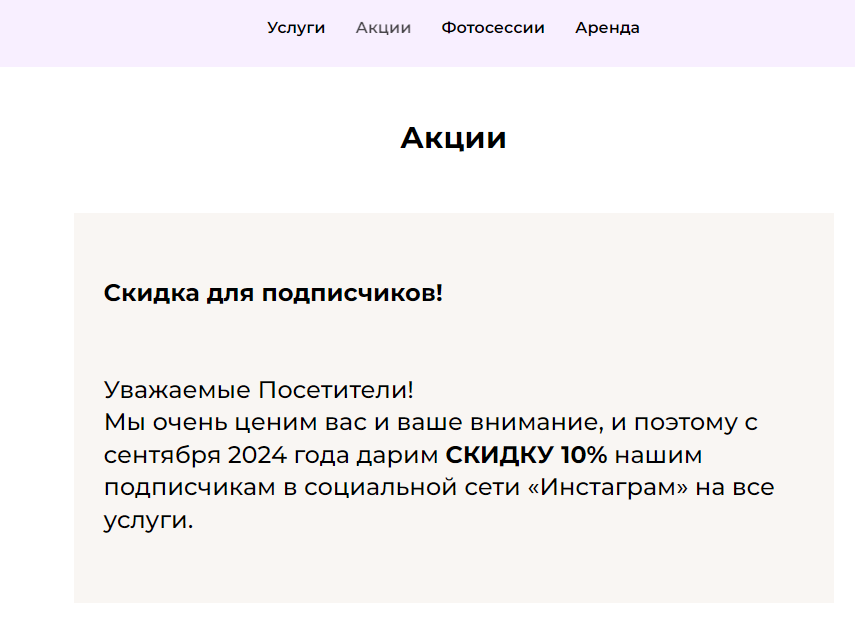 Услуги Акции Фотосессии Аренда
Акции
Скидка для подписчиков!
Уважаемые Посетители!
Мы очень ценим вас и ваше внимание, и поэтому с
сентября 2024 года дарим СКИДКУ 10% нашим
подписчикам в социальной сети «Инстаграм» на все
услуги.